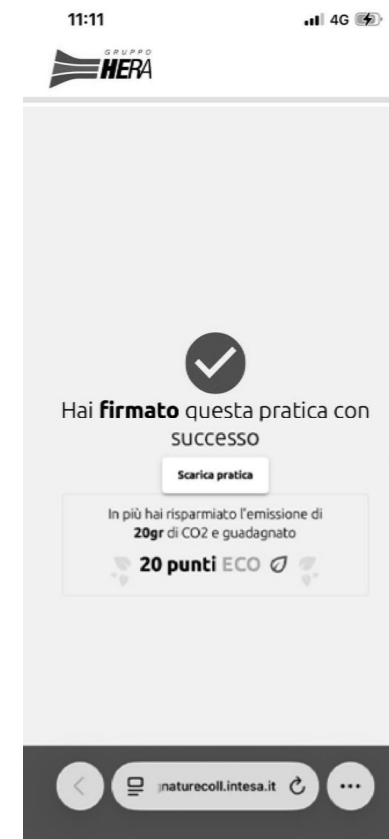 11:11
4G
GRUPPO
HERA
Hai firmato questa pratica con
successo
Scarica pratica
In più hai risparmiato l'emissione di
20gr di CO2 e guadagnato
20 punti ECO
naturecoll.intesa.it